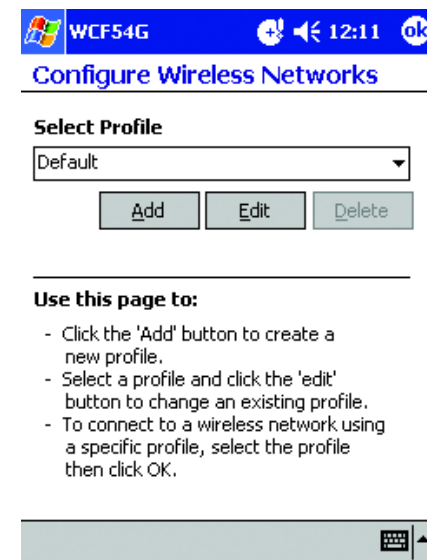 WCF54G 12:11 ok
Configure Wireless Networks
Select Profile
Default
Add Edit Delete
Use this page to:
- Click the 'Add' button to create a
new profile.
- Select a profile and click the 'edit'
button to change an existing profile.
- To connect to a wireless network using
a specific profile, select the profile
then click OK.